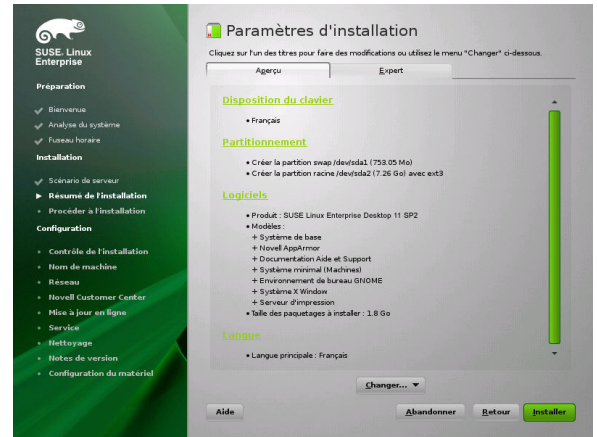 SUSE. Linux
Enterprise
Préparation
Bienvenue
Analyse du système
Fuseau horaire
Installation
Scénario de serveur
Résumé de l'installation
Procéder à l'installation
Configuration
Contrôle de l'installation
Nom de machine
Réseau
Novell Customer Center
Mise à jour en ligne
Service
Nettoyage
Notes de version
Configuration du matériel
Paramètres d'installation
Cliquez sur l'un des titres pour faire des modifications ou utilisez le menu "Changer" ci-dessous.
Aperçu Expert
Disposition du clavier
• Français
Partitionnement
• Créer la partition swap /dev/sda1 (753.05 Mo)
• Créer la partition racine /dev/sda2 (7.26 Go) avec ext3
Logiciels
• Produit : SUSE Linux Enterprise Desktop 11 SP2
• Modèles :
+ Système de base
+ Novell AppArmor
+ Documentation Aide et Support
+ Système minimal (Machines)
+ Environnement de bureau GNOME
+ Système X Window
+ Serveur d'impression
• Taille des paquetages à installer : 1.8 Go
Langue
• Langue principale : Français
Changer...
Aide Abandonner Retour Installer